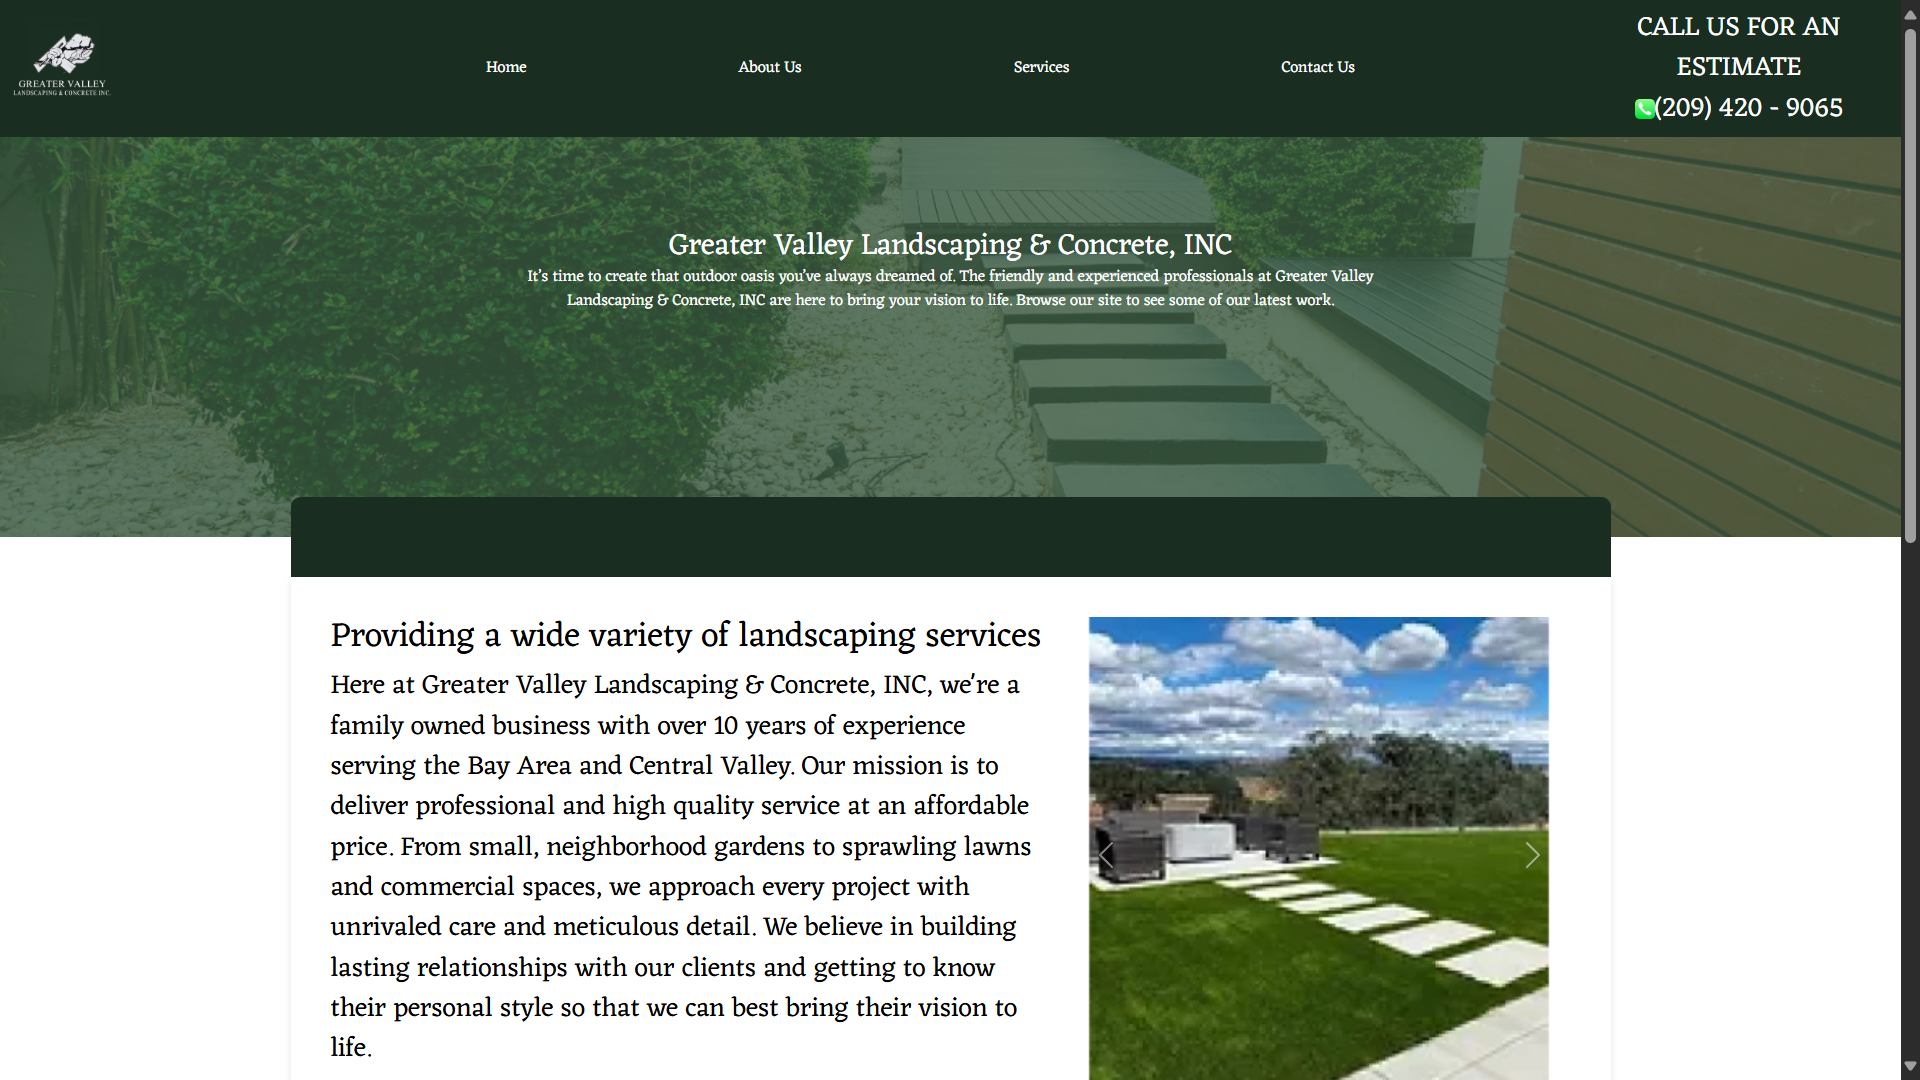 GREATER VALLEY
LANDSCAPING & CONCRETE INC.
Home
About Us
Services
Contact Us
CALL US FOR AN
ESTIMATE
(209) 420 - 9065
Greater Valley Landscaping & Concrete, INC
It's time to create that outdoor oasis you've always dreamed of. The friendly and experienced professionals at Greater Valley
Landscaping & Concrete, INC are here to bring your vision to life. Browse our site to see some of our latest work.
Providing a wide variety of landscaping services
Here at Greater Valley Landscaping & Concrete, INC, we're a
family owned business with over 10 years of experience
serving the Bay Area and Central Valley. Our mission is to
deliver professional and high quality service at an affordable
price. From small, neighborhood gardens to sprawling lawns
and commercial spaces, we approach every project with
unrivaled care and meticulous detail. We believe in building
lasting relationships with our clients and getting to know
their personal style so that we can best bring their vision to
life.